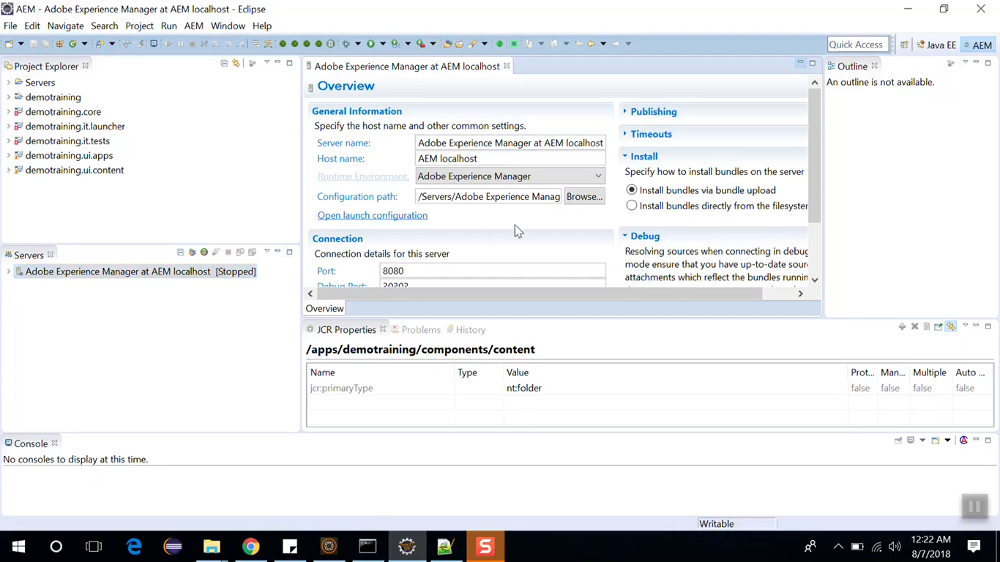 AEM - Adobe Experience Manager at AEM localhost - Eclipse
File Edit Navigate Search Project Run AEM Window Help
Quick Access Java EE AEM
Project Explorer
Servers
demotraining
demotraining.core
demotraining.it.launcher
demotraining.it.tests
demotraining.ui.apps
demotraining.ui.content
Servers
Adobe Experience Manager at AEM localhost [Stopped]
Adobe Experience Manager at AEM localhost
Overview
General Information
Specify the host name and other common settings.
Server name: Adobe Experience Manager at AEM localhost
Host name: AEM localhost
Runtime Environment: Adobe Experience Manager
Configuration path: /Servers/Adobe Experience Manag Browse...
Open launch configuration
Connection
Connection details for this server
Port: 8080
Debug Port: 30303
Publishing
Timeouts
Install
Specify how to install bundles on the server
Install bundles via bundle upload
Install bundles directly from the filesyster
Debug
Resolving sources when connecting in debug
mode ensure that you have up-to-date sour
attachments which reflect the bundles runnin
Overview
Outline
An outline is not available.
JCR Properties Problems History
/apps/demotraining/components/content
Name Type Value Prot... Man... Multiple Auto ...
jcr:primaryType nt:folder false false false false
Console
No consoles to display at this time.
Writable
12:22 AM
8/7/2018